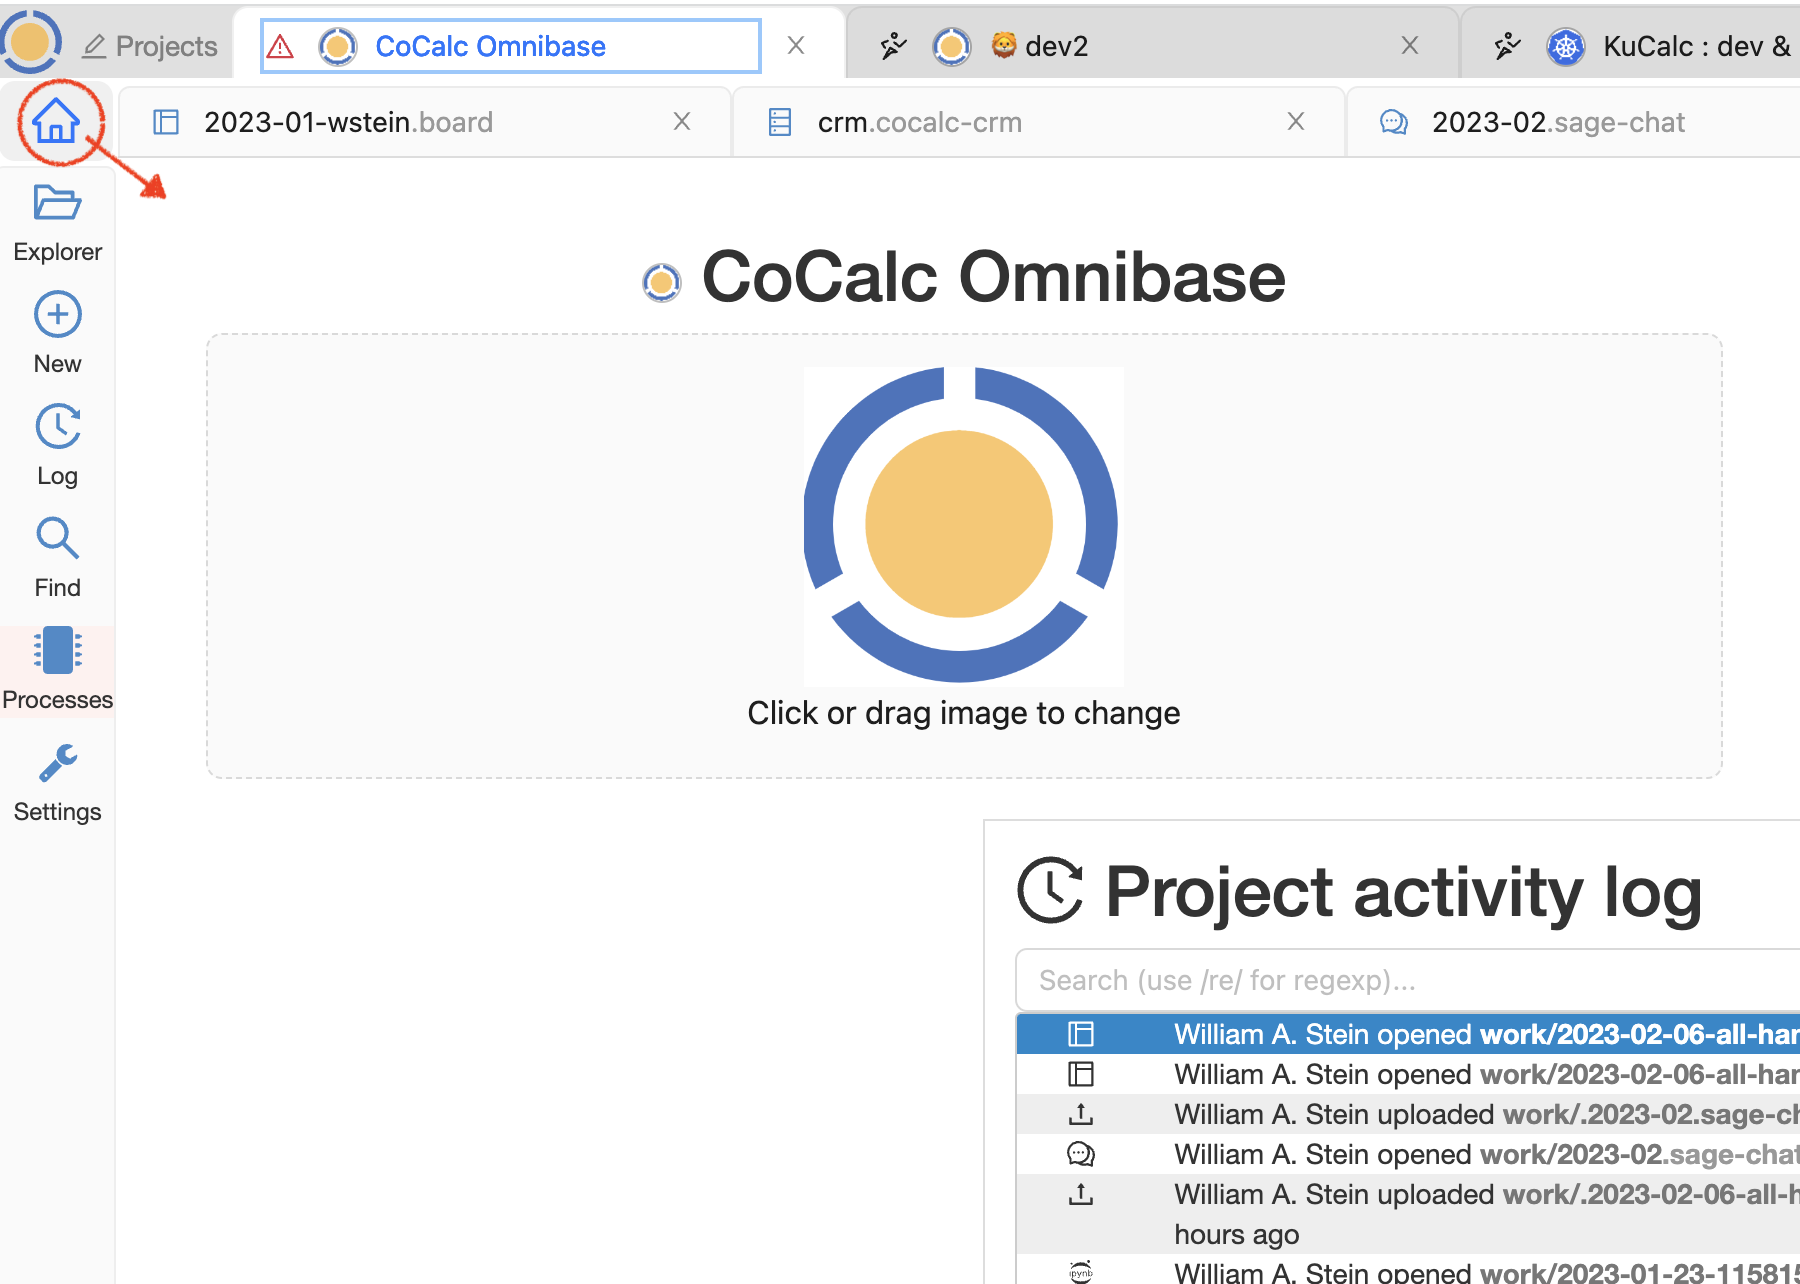 Projects
CoCalc Omnibase
dev2
KuCalc : dev &
2023-01-wstein.board
crm.cocalc-crm
2023-02.sage-chat
Explorer
New
Log
Find
Processes
Settings
CoCalc Omnibase
Click or drag image to change
Project activity log
Search (use /re/ for regexp)...
William A. Stein opened work/2023-02-06-all-har
William A. Stein opened work/2023-02-06-all-har
William A. Stein uploaded work/.2023-02.sage-ch
William A. Stein opened work/2023-02.sage-chat
William A. Stein uploaded work/.2023-02-06-all-h
hours ago
ipynb
William A. Stein opened work/2023-01-23-115815